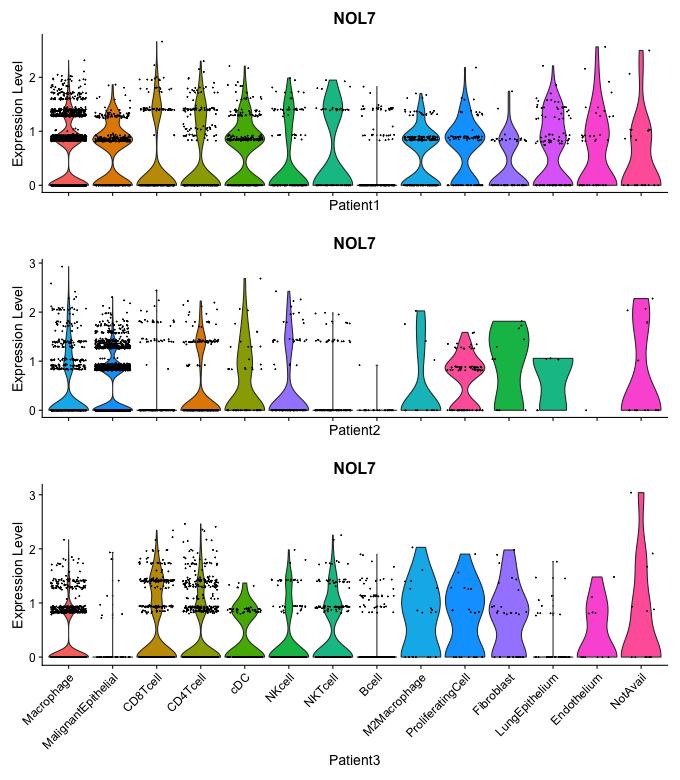 NOL7
Expression Level
2
1
0
Patient1
NOL7
Expression Level
3
2
1
0
Patient2
NOL7
Expression Level
3
2
1
0
Macrophage
MalignantEpithelial
CD8Tcell
CD4Tcell
cDC
NKcell
NKTcell
Bcell
M2Macrophage
ProliferatingCell
Fibroblast
LungEpithelium
Endothelium
NotAvail
Patient3